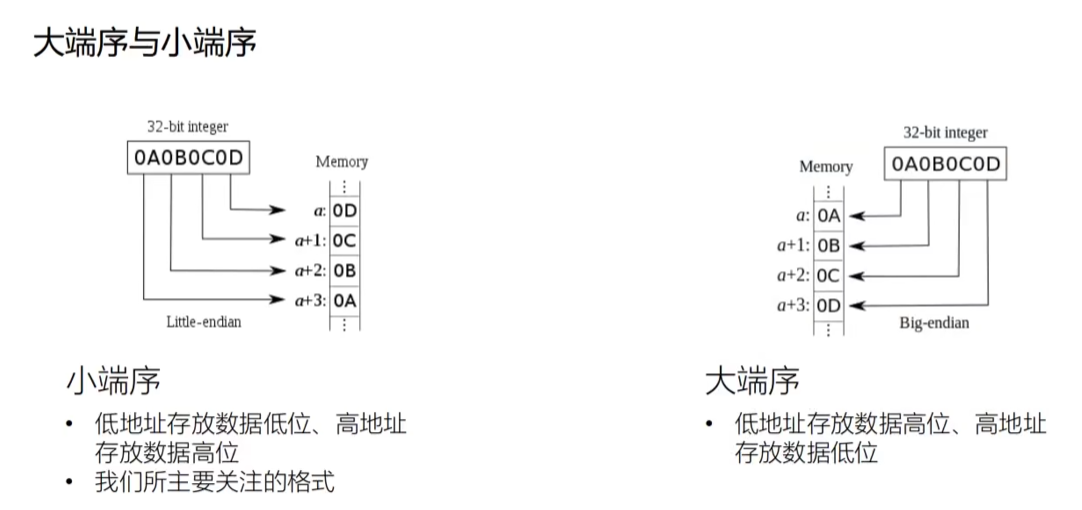 大端序与小端序
32-bit integer
0A0B0C0D
Memory
a: 0D
a+1: 0C
a+2: 0B
a+3: 0A
Little-endian
32-bit integer
0A0B0C0D
Memory
a: 0A
a+1: 0B
a+2: 0C
a+3: 0D
Big-endian
小端序
• 低地址存放数据低位、高地址
存放数据高位
• 我们所主要关注的格式
大端序
• 低地址存放数据高位、高地址
存放数据低位